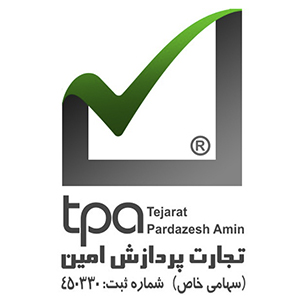 ®
tpa Tejarat
Pardazesh Amin
تجارت پردازش امین
(سهامی خاص) شماره ثبت: ۴۵۰۳۳۰